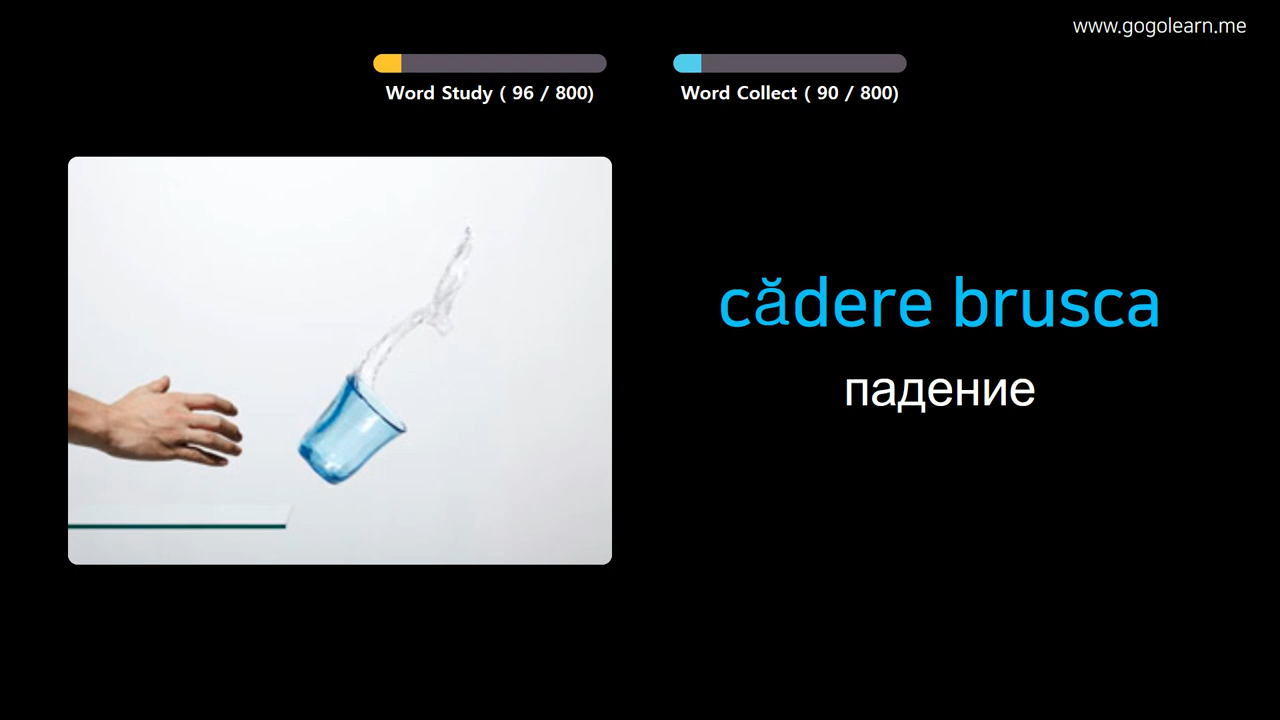 www.gogolearn.me
Word Study ( 96 / 800)
Word Collect ( 90 / 800)
cădere brusca
падение